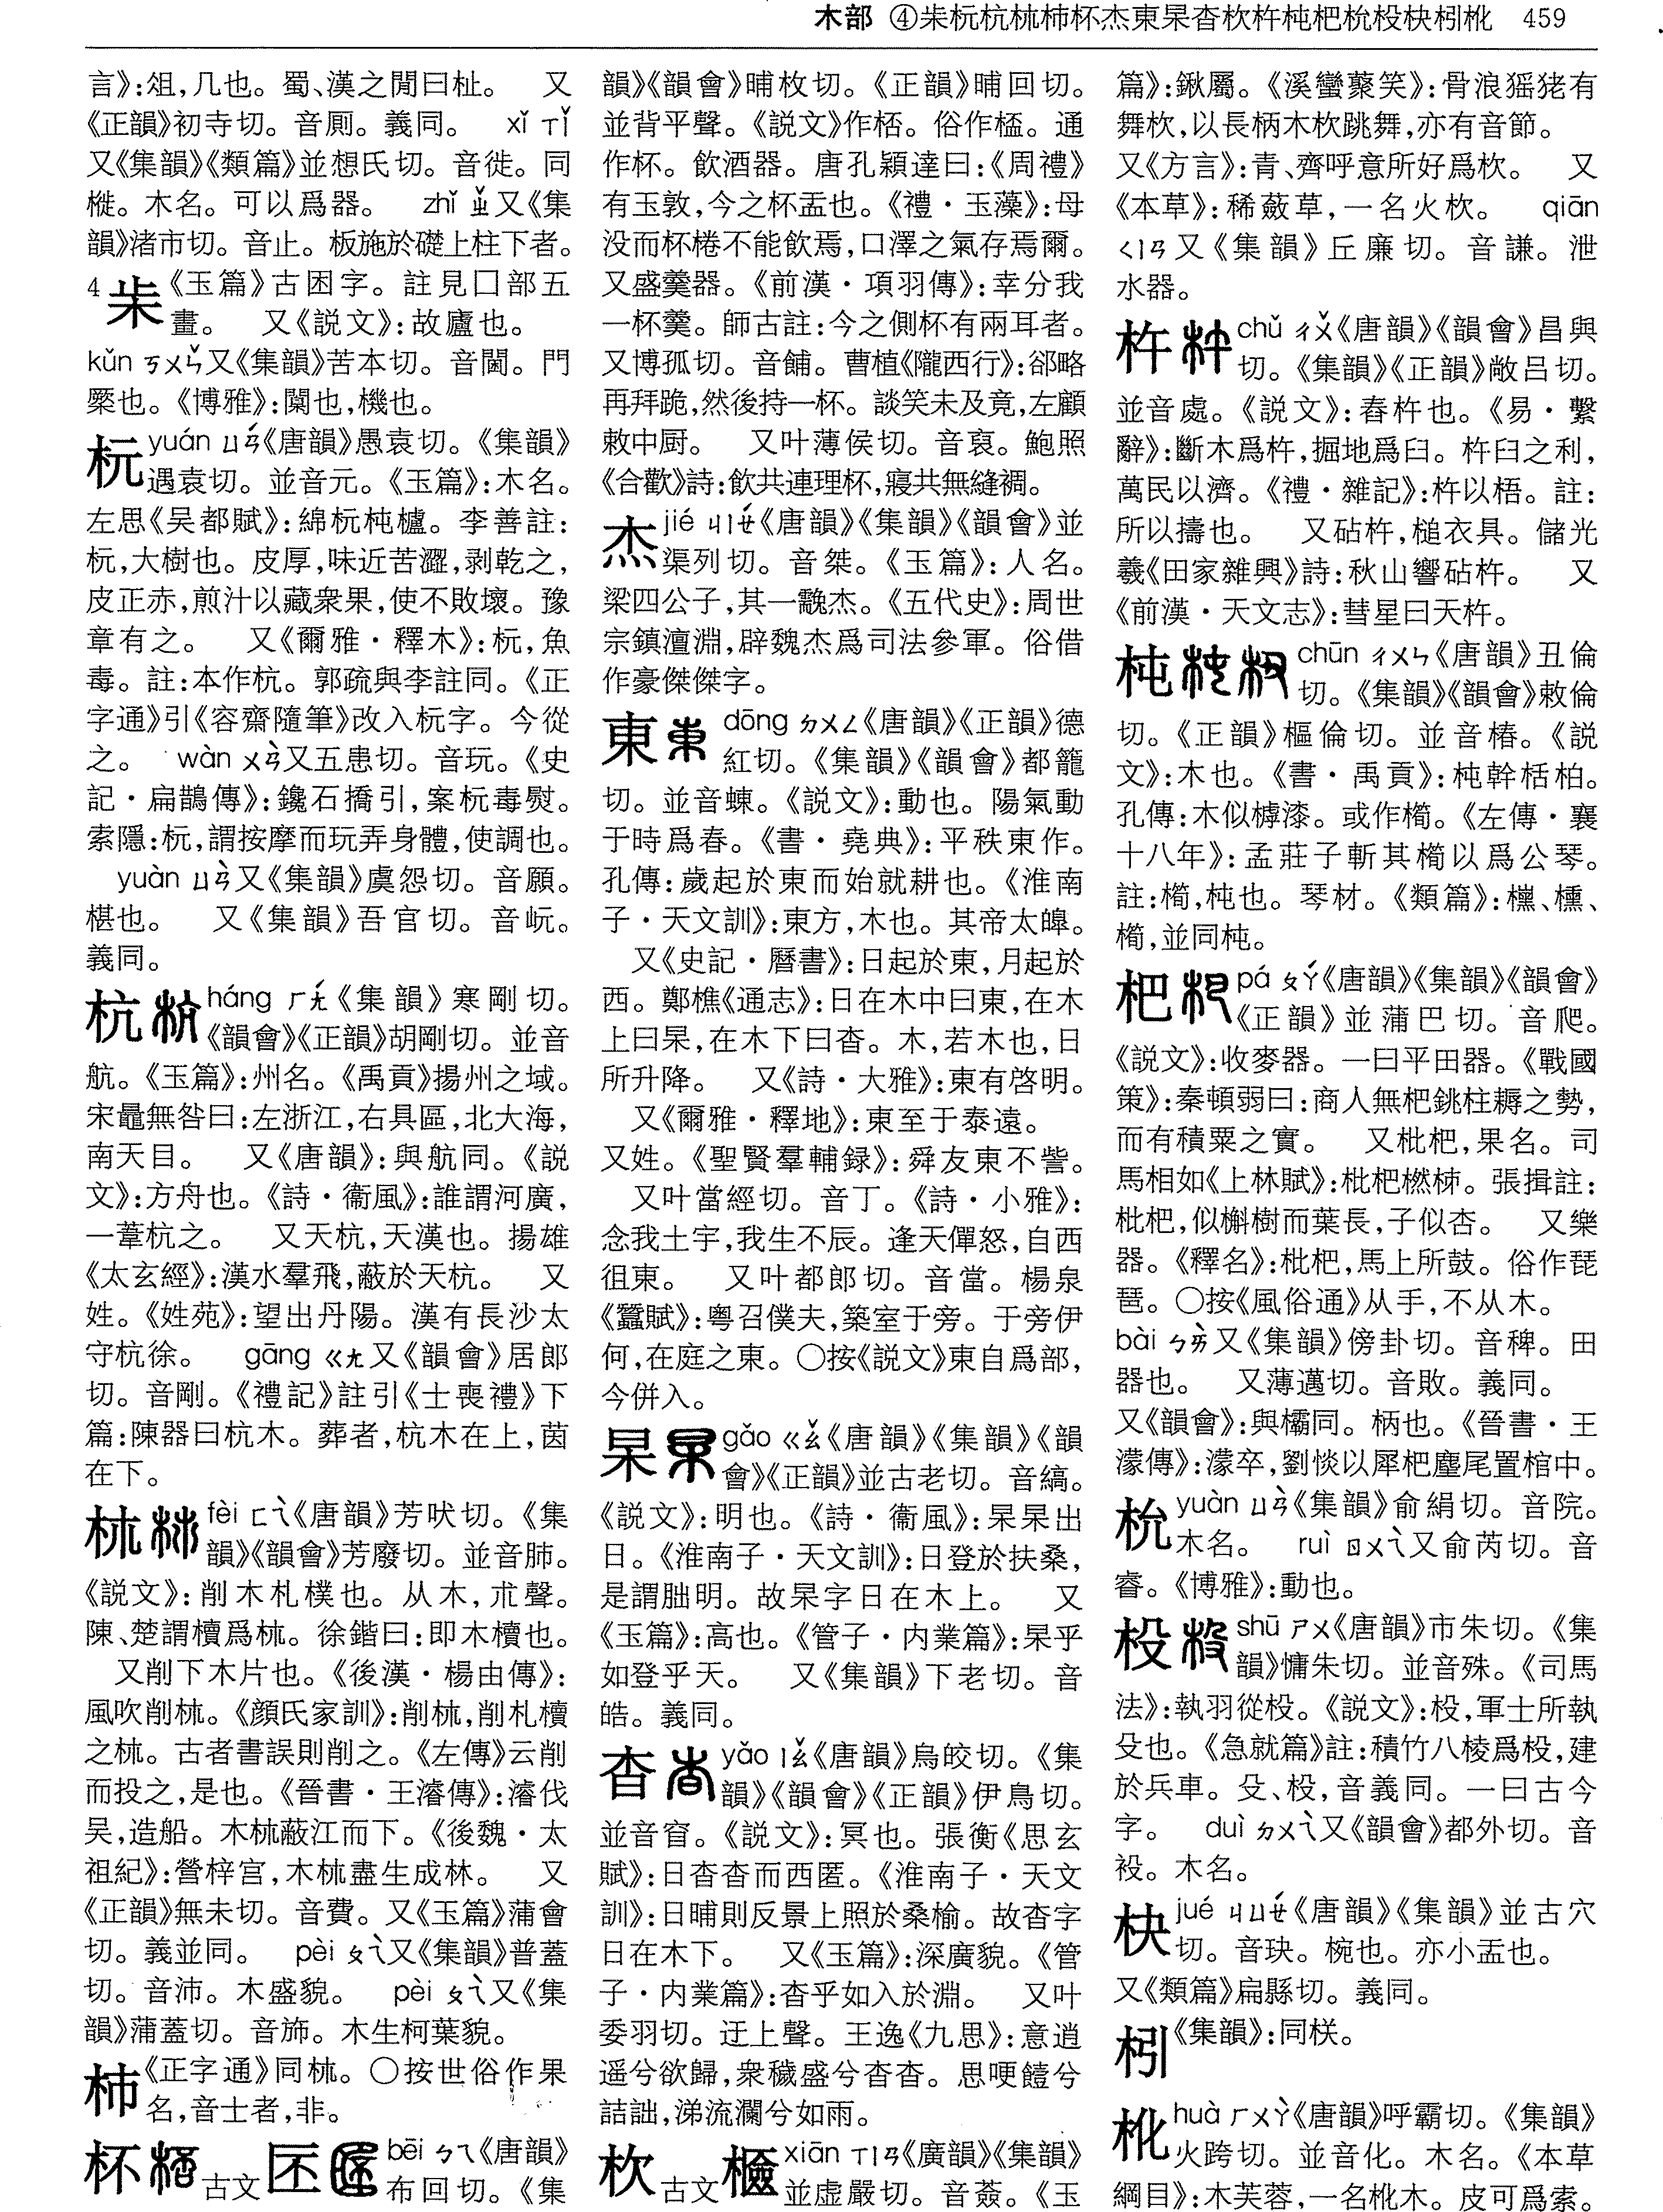 木部 ④枈杬杭杮柿杯杰東杲杳杴杵杶杷杸杸枂枃杹 459
言》:俎,几也。蜀、漢之閒曰杫。 又
《正韻》初寺切。音厠。義同。 xǐ ㄒㄧˇ
又《集韻》《類篇》並想氏切。音徙。同
樅。木名。可以爲器。 zhǐ ㄓˇ又《集
韻》渚市切。音止。板施於礎上柱下者。
4 朱《玉篇》古困字。註見囗部五
畫。 又《説文》:故廬也。
kǔn ㄎㄨㄣˇ又《集韻》苦本切。音閫。門
橜也。《博雅》:闑也,機也。
杬 yuán ㄩㄢˊ《唐韻》愚袁切。《集韻》
遇袁切。並音元。《玉篇》:木名。
左思《吴都賦》:綿杬杶櫨。李善註:
杬,大樹也。皮厚,味近苦澀,剥乾之,
皮正赤,煎汁以藏衆果,使不敗壞。豫
章有之。 又《爾雅・釋木》:杬,魚
毒。註:本作杭。郭疏與李註同。《正
字通》引《容齋隨筆》改入杬字。今從
之。 wàn ㄨㄢˋ又五患切。音玩。《史
記・扁鵲傳》:鑱石撟引,案杬毒熨。
索隱:杬,謂按摩而玩弄身體,使調也。
yuàn ㄩㄢˋ又《集韻》虞怨切。音願。
椹也。 又《集韻》吾官切。音岏。
義同。
杭 háng ㄏㄤˊ《集韻》寒剛切。
《韻會》《正韻》胡剛切。並音
航。《玉篇》:州名。《禹貢》揚州之域。
宋鼂無咎曰:左浙江,右具區,北大海,
南天目。 又《唐韻》:與航同。《説
文》:方舟也。《詩・衞風》:誰謂河廣,
一葦杭之。 又天杭,天漢也。揚雄
《太玄經》:漢水羣飛,蔽於天杭。 又
姓。《姓苑》:望出丹陽。漢有長沙太
守杭徐。 gāng ㄍㄤ又《韻會》居郎
切。音剛。《禮記》註引《士喪禮》下
篇:陳器曰杭木。葬者,杭木在上,茵
在下。
杮 fèi ㄈㄟˋ《唐韻》芳吠切。《集
韻》《韻會》芳廢切。並音肺。
《説文》:削木札樸也。从木,朮聲。
陳、楚謂櫝爲杮。徐鍇曰:即木櫝也。
又削下木片也。《後漢・楊由傳》:
風吹削杮。《顔氏家訓》:削杮,削札櫝
之杮。古者書誤則削之。《左傳》云削
而投之,是也。《晉書・王濬傳》:濬伐
吴,造船。木杮蔽江而下。《後魏・太
祖紀》:營梓宫,木杮盡生成林。 又
《正韻》無未切。音費。又《玉篇》蒲會
切。義並同。 pèi ㄆㄟˋ又《集韻》普蓋
切。音沛。木盛貌。 pèi ㄆㄟˋ又《集
韻》蒲蓋切。音旆。木生柯葉貌。
柿《正字通》同杮。〇按世俗作果
名,音士者,非。
杯 古文 匥 bēi ㄅㄟ《唐韻》
布回切。《集
韻》《韻會》晡枚切。《正韻》晡回切。
並背平聲。《説文》作桮。俗作盃。通
作杯。飲酒器。唐孔穎達曰:《周禮》
有玉敦,今之杯盂也。《禮・玉藻》:母
没而杯棬不能飲焉,口澤之氣存焉爾。
又盛羹器。《前漢・項羽傳》:幸分我
一杯羹。師古註:今之側杯有兩耳者。
又博孤切。音餔。曹植《隴西行》:郤略
再拜跪,然後持一杯。談笑未及竟,左顧
敕中厨。 又叶薄侯切。音裒。鮑照
《合歡》詩:飲共連理杯,寢共無縫裯。
杰 jié ㄐㄧㄝˊ《唐韻》《集韻》《韻會》並
渠列切。音桀。《玉篇》:人名。
梁四公子,其一䰟杰。《五代史》:周世
宗鎮澶淵,辟魏杰爲司法參軍。俗借
作豪傑傑字。
東 dōng ㄉㄨㄥ《唐韻》《正韻》德
紅切。《集韻》《韻會》都籠
切。並音蝀。《説文》:動也。陽氣動
于時爲春。《書・堯典》:平秩東作。
孔傳:歲起於東而始就耕也。《淮南
子・天文訓》:東方,木也。其帝太皞。
又《史記・曆書》:日起於東,月起於
西。鄭樵《通志》:日在木中曰東,在木
上曰杲,在木下曰杳。木,若木也,日
所升降。 又《詩・大雅》:東有啓明。
又《爾雅・釋地》:東至于泰遠。
又姓。《聖賢羣輔録》:舜友東不訾。
又叶當經切。音丁。《詩・小雅》:
念我土宇,我生不辰。逢天僤怒,自西
徂東。 又叶都郎切。音當。楊泉
《蠶賦》:粤召僕夫,築室于旁。于旁伊
何,在庭之東。〇按《説文》東自爲部,
今併入。
杲 gǎo ㄍㄠˇ《唐韻》《集韻》《韻
會》《正韻》並古老切。音縞。
《説文》:明也。《詩・衞風》:杲杲出
日。《淮南子・天文訓》:日登於扶桑,
是謂朏明。故杲字日在木上。 又
《玉篇》:高也。《管子・内業篇》:杲乎
如登乎天。 又《集韻》下老切。音
皓。義同。
杳 yǎo ㄧㄠˇ《唐韻》烏皎切。《集
韻》《韻會》《正韻》伊鳥切。
並音窅。《説文》:冥也。張衡《思玄
賦》:日杳杳而西匿。《淮南子・天文
訓》:日晡則反景上照於桑榆。故杳字
日在木下。 又《玉篇》:深廣貌。《管
子・内業篇》:杳乎如入於淵。 又叶
委羽切。迂上聲。王逸《九思》:意逍
遥兮欲歸,衆穢盛兮杳杳。思哽饐兮
詰詘,涕流瀾兮如雨。
杴 古文 㰹 xiān ㄒㄧㄢ《廣韻》《集韻》
並虚嚴切。音薟。《玉
篇》:鍬屬。《溪蠻藂笑》:骨浪猺狫有
舞杴,以長柄木杴跳舞,亦有音節。
又《方言》:青、齊呼意所好爲杴。 又
《本草》:稀薟草,一名火杴。 qiān
ㄑㄧㄢ又《集韻》丘廉切。音謙。泄
水器。
杵 chǔ ㄔㄨˇ《唐韻》《韻會》昌與
切。《集韻》《正韻》敞吕切。
並音處。《説文》:舂杵也。《易・繫
辭》:斷木爲杵,掘地爲臼。杵臼之利,
萬民以濟。《禮・雜記》:杵以梧。註:
所以擣也。 又砧杵,槌衣具。儲光
羲《田家雜興》詩:秋山響砧杵。 又
《前漢・天文志》:彗星曰天杵。
杶 chūn ㄔㄨㄣ《唐韻》丑倫
切。《集韻》《韻會》敕倫
切。《正韻》樞倫切。並音椿。《説
文》:木也。《書・禹貢》:杶幹栝柏。
孔傳:木似樗漆。或作橁。《左傳・襄
十八年》:孟莊子斬其橁以爲公琴。
註:橁,杶也。琴材。《類篇》:櫄、㯃、
橁,並同杶。
杷 pá ㄆㄚˊ《唐韻》《集韻》《韻會》
《正韻》並蒲巴切。音爬。
《説文》:收麥器。一曰平田器。《戰國
策》:秦頓弱曰:商人無杷銚柱耨之勢,
而有積粟之實。 又枇杷,果名。司
馬相如《上林賦》:枇杷橪柿。張揖註:
枇杷,似槲樹而葉長,子似杏。 又樂
器。《釋名》:枇杷,馬上所鼓。俗作琵
琶。〇按《風俗通》从手,不从木。
bài ㄅㄞˋ又《集韻》傍卦切。音稗。田
器也。 又薄邁切。音敗。義同。
又《韻會》:與欛同。柄也。《晉書・王
濛傳》:濛卒,劉惔以犀杷麈尾置棺中。
杬 yuàn ㄩㄢˋ《集韻》俞絹切。音院。
木名。 ruì ㄖㄨㄟˋ又俞芮切。音
睿。《博雅》:動也。
杸 shū ㄕㄨ《唐韻》市朱切。《集
韻》慵朱切。並音殊。《司馬
法》:執羽從杸。《説文》:杸,軍士所執
殳也。《急就篇》註:積竹八棱爲杸,建
於兵車。殳、杸,音義同。一曰古今
字。 duì ㄉㄨㄟˋ又《韻會》都外切。音
祋。木名。
柍 jué ㄐㄩㄝˊ《唐韻》《集韻》並古穴
切。音玦。椀也。亦小盂也。
又《類篇》扃縣切。義同。
杊《集韻》:同栚。
杹 huà ㄏㄨㄚˋ《唐韻》呼霸切。《集韻》
火跨切。並音化。木名。《本草
綱目》:木芙蓉,一名杹木。皮可爲索。